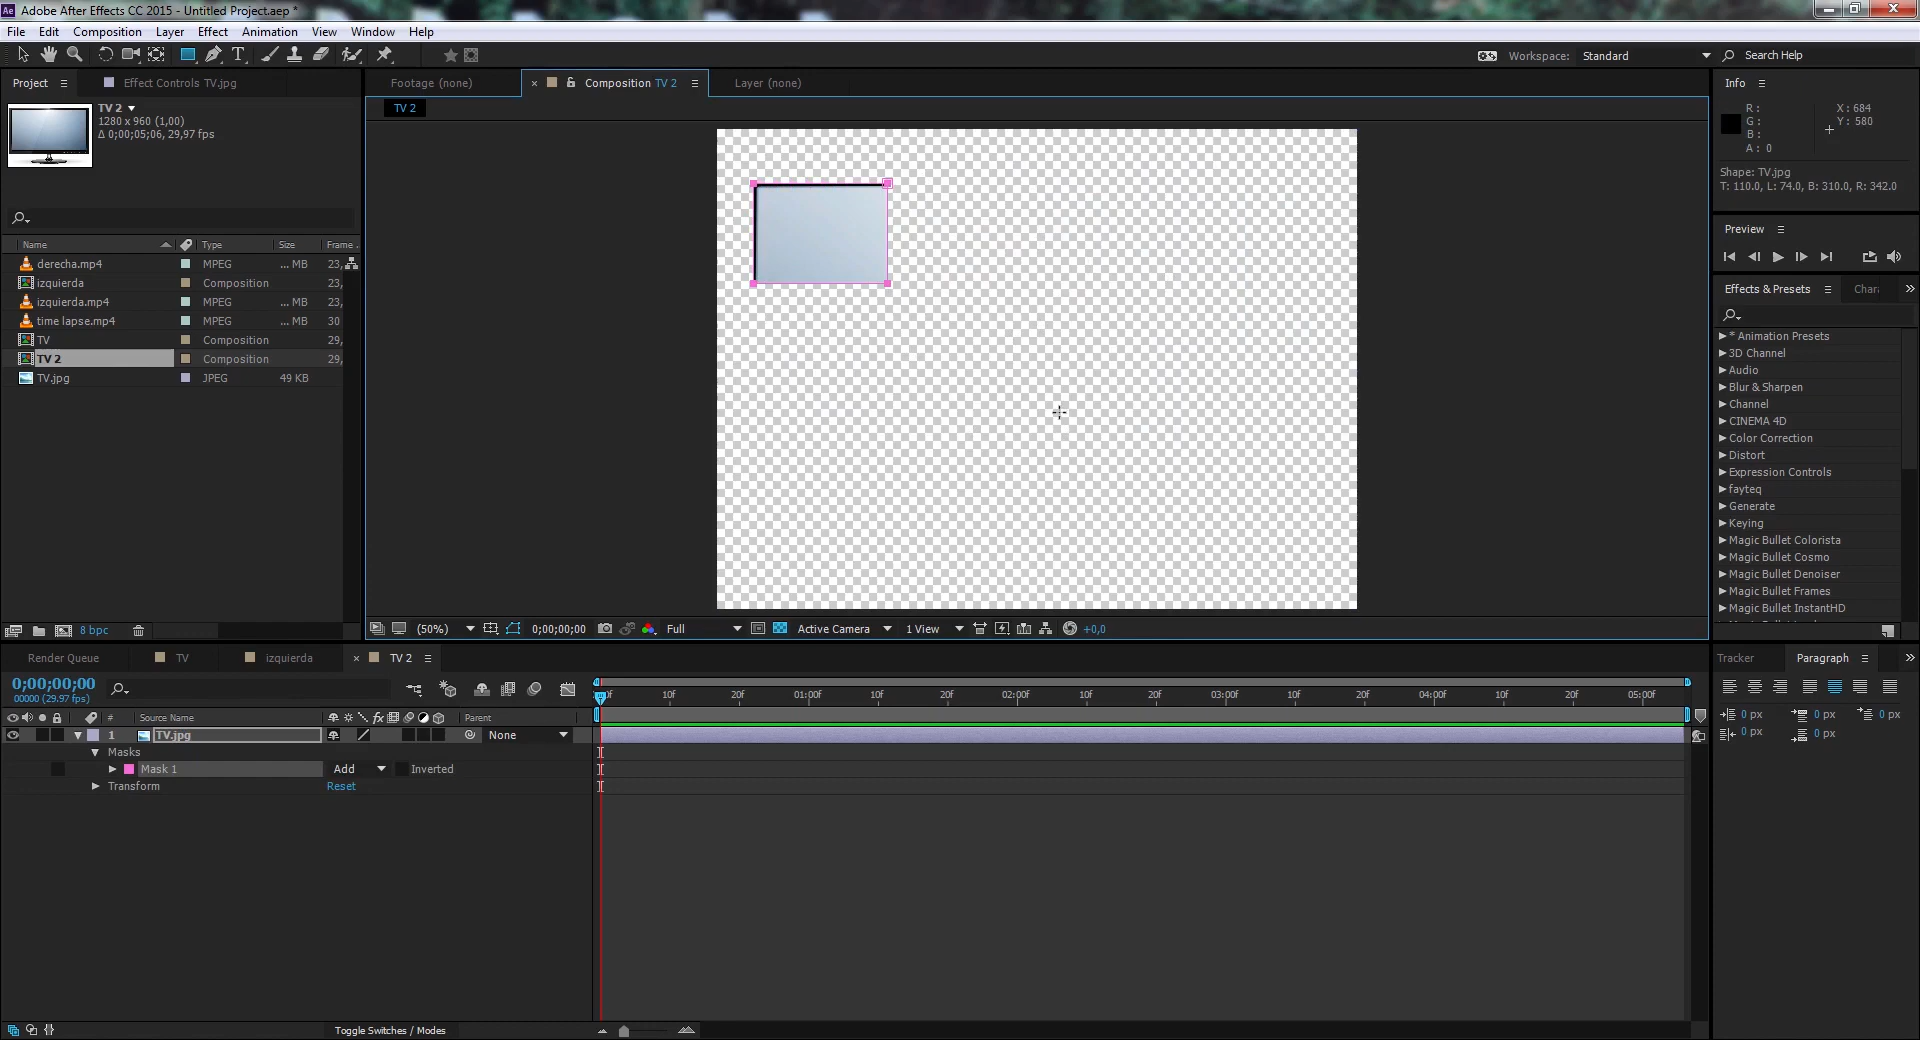 Adobe After Effects CC 2015 - Untitled Project.aep *
File Edit Composition Layer Effect Animation View Window Help
Workspace: Standard Search Help
Project Effect Controls TV.jpg
Footage (none) Composition TV 2 Layer (none)
Info
TV 2
TV 2
1280 x 960 (1,00)
Δ 0;00;05;06, 29,97 fps
R :
G :
B :
A : 0
X : 684
Y : 580
Shape: TV.jpg
T: 110.0, L: 74.0, B: 310.0, R: 342.0
Preview
Effects & Presets
Name Type Size Frame .
derecha.mp4 MPEG ... MB 23,
izquierda Composition 23,
izquierda.mp4 MPEG ... MB 23,
time lapse.mp4 MPEG ... MB 30
TV Composition 29,
TV 2 Composition 29,
TV.jpg JPEG 49 KB
* Animation Presets
3D Channel
Audio
Blur & Sharpen
Channel
CINEMA 4D
Color Correction
Distort
Expression Controls
fayteq
Generate
Keying
Magic Bullet Colorista
Magic Bullet Cosmo
Magic Bullet Denoiser
Magic Bullet Frames
Magic Bullet InstantHD
8 bpc
(50%) 0;00;00;00 Full Active Camera 1 View +0,0
Render Queue TV izquierda TV 2
Tracker Paragraph
0;00;00;00
00000 (29.97 fps)
10f 20f 01:00f 10f 20f 02:00f 10f 20f 03:00f 10f 20f 04:00f 10f 20f 05:00f
# Source Name fx Parent
1 TV.jpg None
Masks
Mask 1 Add Inverted
Transform Reset
0 px 0 px 0 px
0 px 0 px
Toggle Switches / Modes